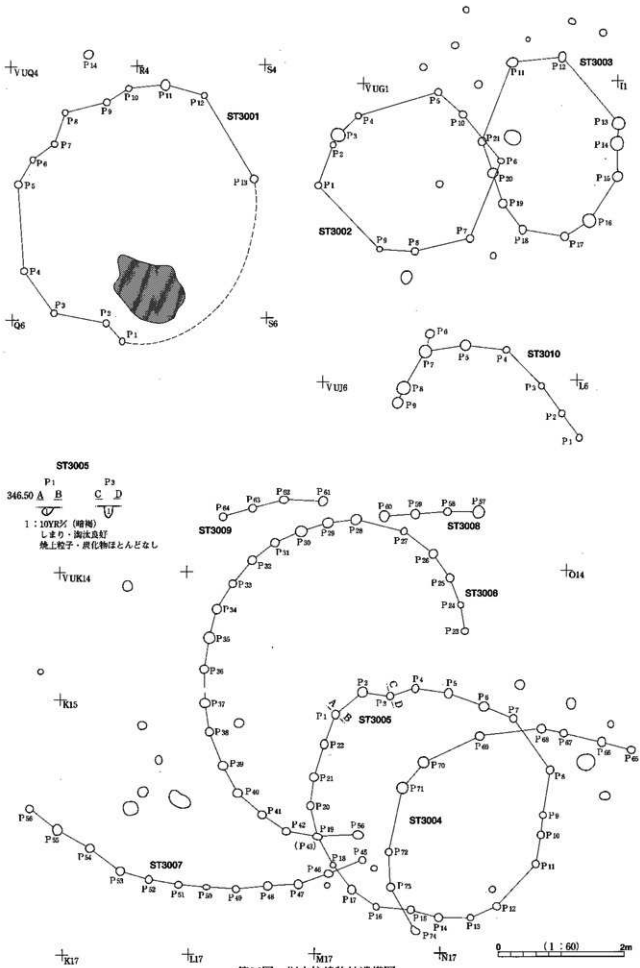 P14
VUQ4 R4 S4
P8 P9 P10 P11 P12
ST3001
P7
P6
P5
P13
P4
P3 P2
P1
Q6 S6
ST3003
P11 P12
VUG1 I1
P5
P4 P10
P3
P2
P21
P6
P20
P13
P14
P15
P1
P19
P16
ST3002
P9 P8 P7
P18 P17
P6
P7 P5 P4
ST3010
VUJ6 L6
P8
P9
P3
P2
P1
ST3005
P1 P3
346.50 A B C D
1
しまり・淘汰良好
焼土粒子・炭化物ほとんどなし
P64 P63 P62 P61
ST3009
P60 P59 P58 P57
ST3008
P32 P31 P30 P29 P28 P27
P26
P25
P24
P23
ST3006
VUK14 O14
P33
P34
P35
P36
P37
P38
P39
P40
P41
P42
K15
P1 P2 P3 P4 P5 P6 P7
A B C D
ST3005
P22
P21
P20
P19
(P43)
P18
P17
P16
P15
P14
P13
P12
P11
P10
P9
P8
P65
P66
P67
P68
P69
P70
P71
P72
P73
P74
ST3004
P56
P55
P54
P53
P52
P51
P50
P49
P48
P47
P46
P45
ST3007
K17 L17 M17 N17
0 (1:60) 2m